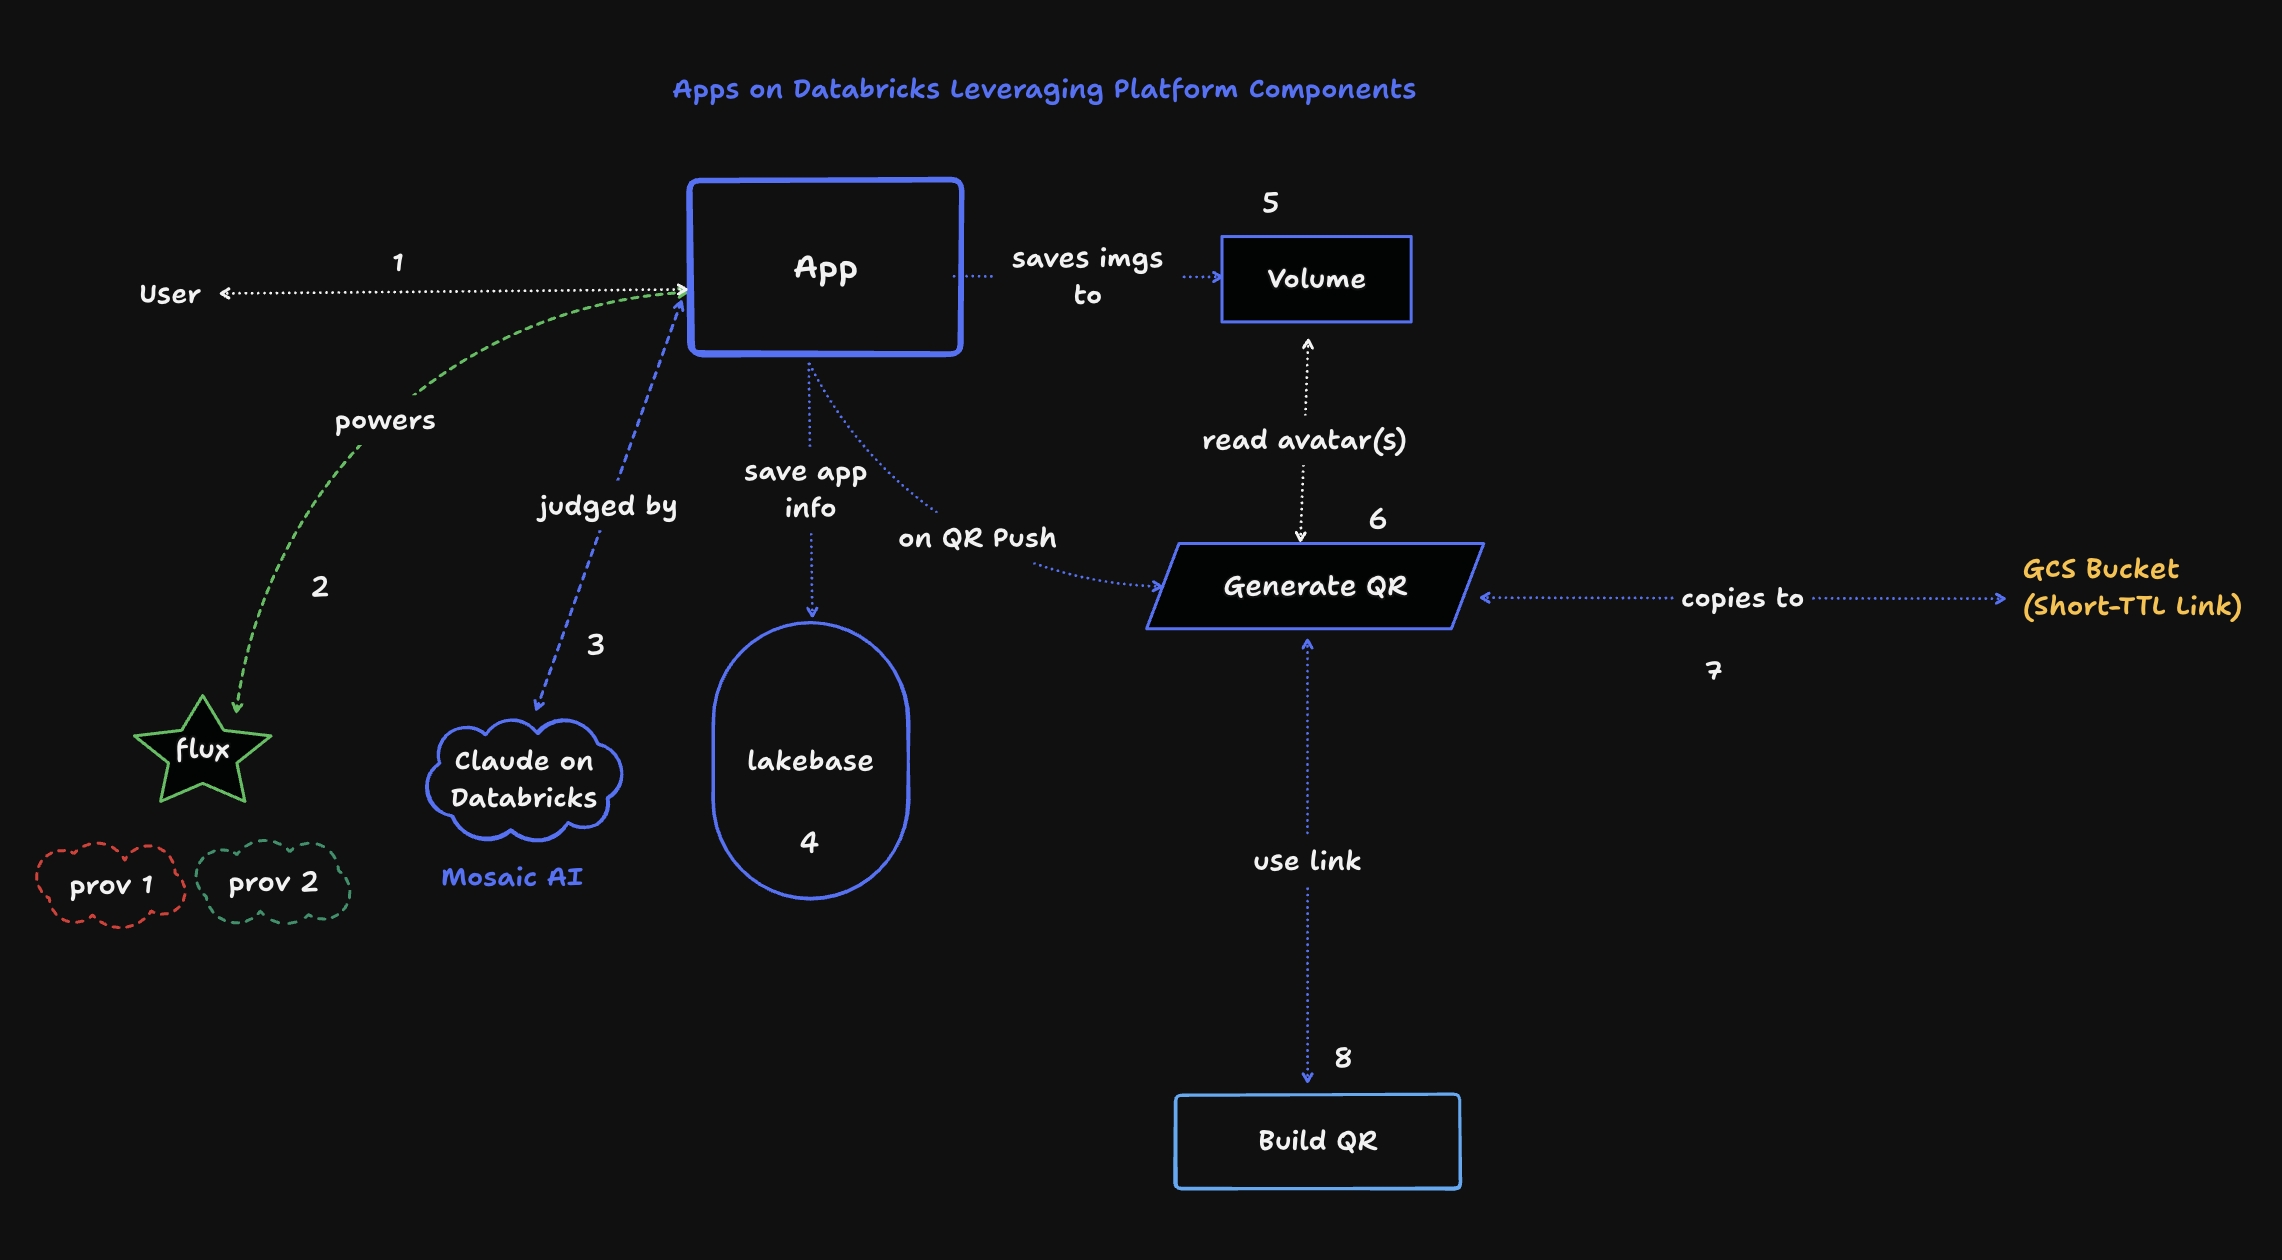 Apps on Databricks Leveraging Platform Components
5
App
saves imgs
to
Volume
1
User
powers
judged by
save app
info
on QR Push
read avatar(s)
6
Generate QR
copies to
GCS Bucket
(Short-TTL Link)
7
2
3
flux
Claude on
Databricks
Mosaic AI
lakebase
4
prov 1
prov 2
use link
8
Build QR